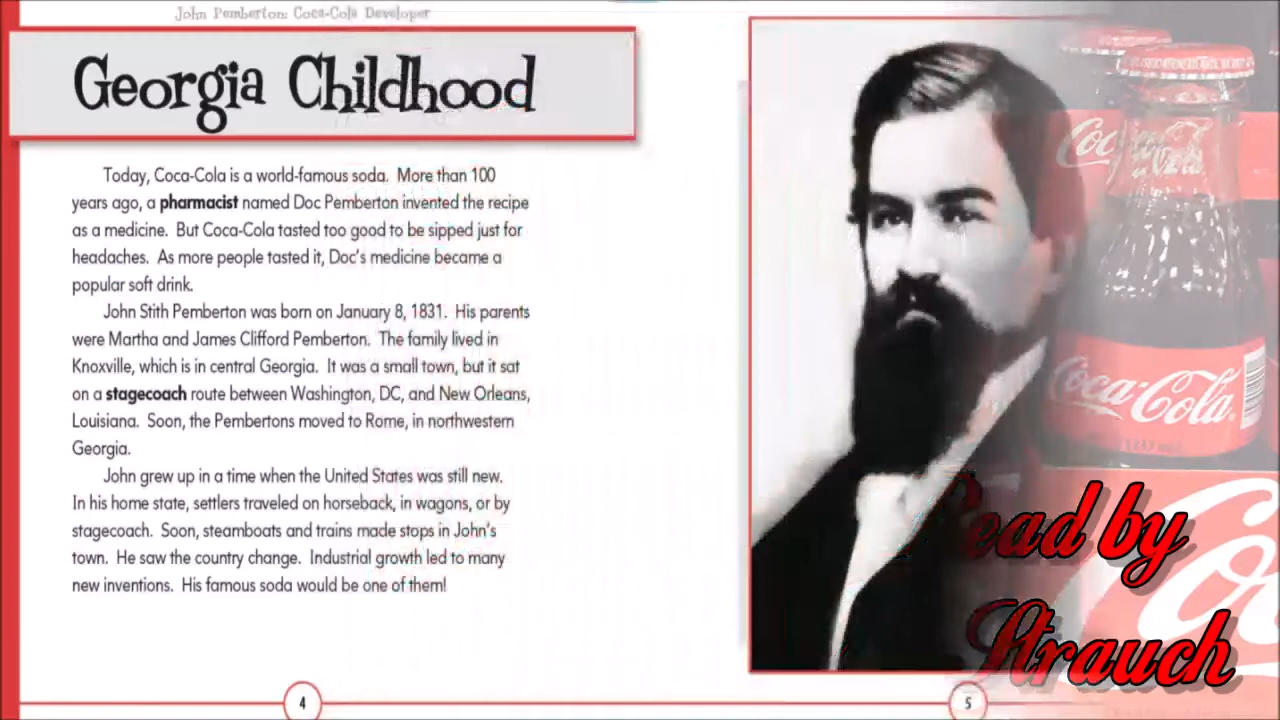 John Pemberton: Coca-Cola Developer
Georgia Childhood
Today, Coca-Cola is a world-famous soda. More than 100
years ago, a pharmacist named Doc Pemberton invented the recipe
as a medicine. But Coca-Cola tasted too good to be sipped just for
headaches. As more people tasted it, Doc's medicine became a
popular soft drink.
John Stith Pemberton was born on January 8, 1831. His parents
were Martha and James Clifford Pemberton. The family lived in
Knoxville, which is in central Georgia. It was a small town, but it sat
on a stagecoach route between Washington, DC, and New Orleans,
Louisiana. Soon, the Pembertons moved to Rome, in northwestern
Georgia.
John grew up in a time when the United States was still new.
In his home state, settlers traveled on horseback, in wagons, or by
stagecoach. Soon, steamboats and trains made stops in John's
town. He saw the country change. Industrial growth led to many
new inventions. His famous soda would be one of them!
4
Coca-Cola
Read by
Strauch
5